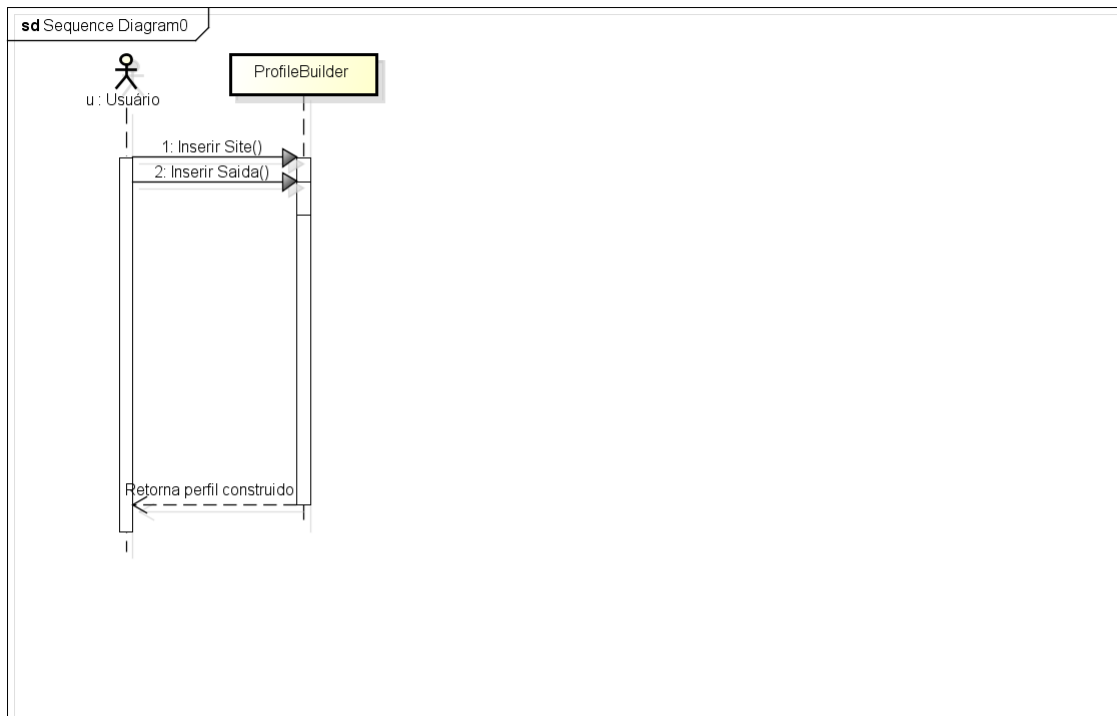 sd Sequence Diagram0
u : Usuário
ProfileBuilder
1: Inserir Site()
2: Inserir Saida()
Retorna perfil construido